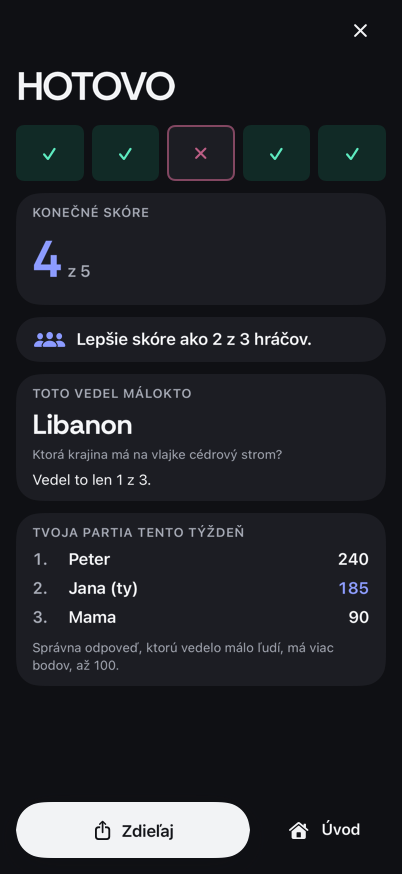 HOTOVO
KONEČNÉ SKÓRE
4 z 5
Lepšie skóre ako 2 z 3 hráčov.
TOTO VEDEL MÁLOKTO
Libanon
Ktorá krajina má na vlajke cédrový strom?
Vedel to len 1 z 3.
TVOJA PARTIA TENTO TÝŽDEŇ
1. Peter 240
2. Jana (ty) 185
3. Mama 90
Správna odpoveď, ktorú vedelo málo ľudí, má viac
bodov, až 100.
Zdieľaj
Úvod